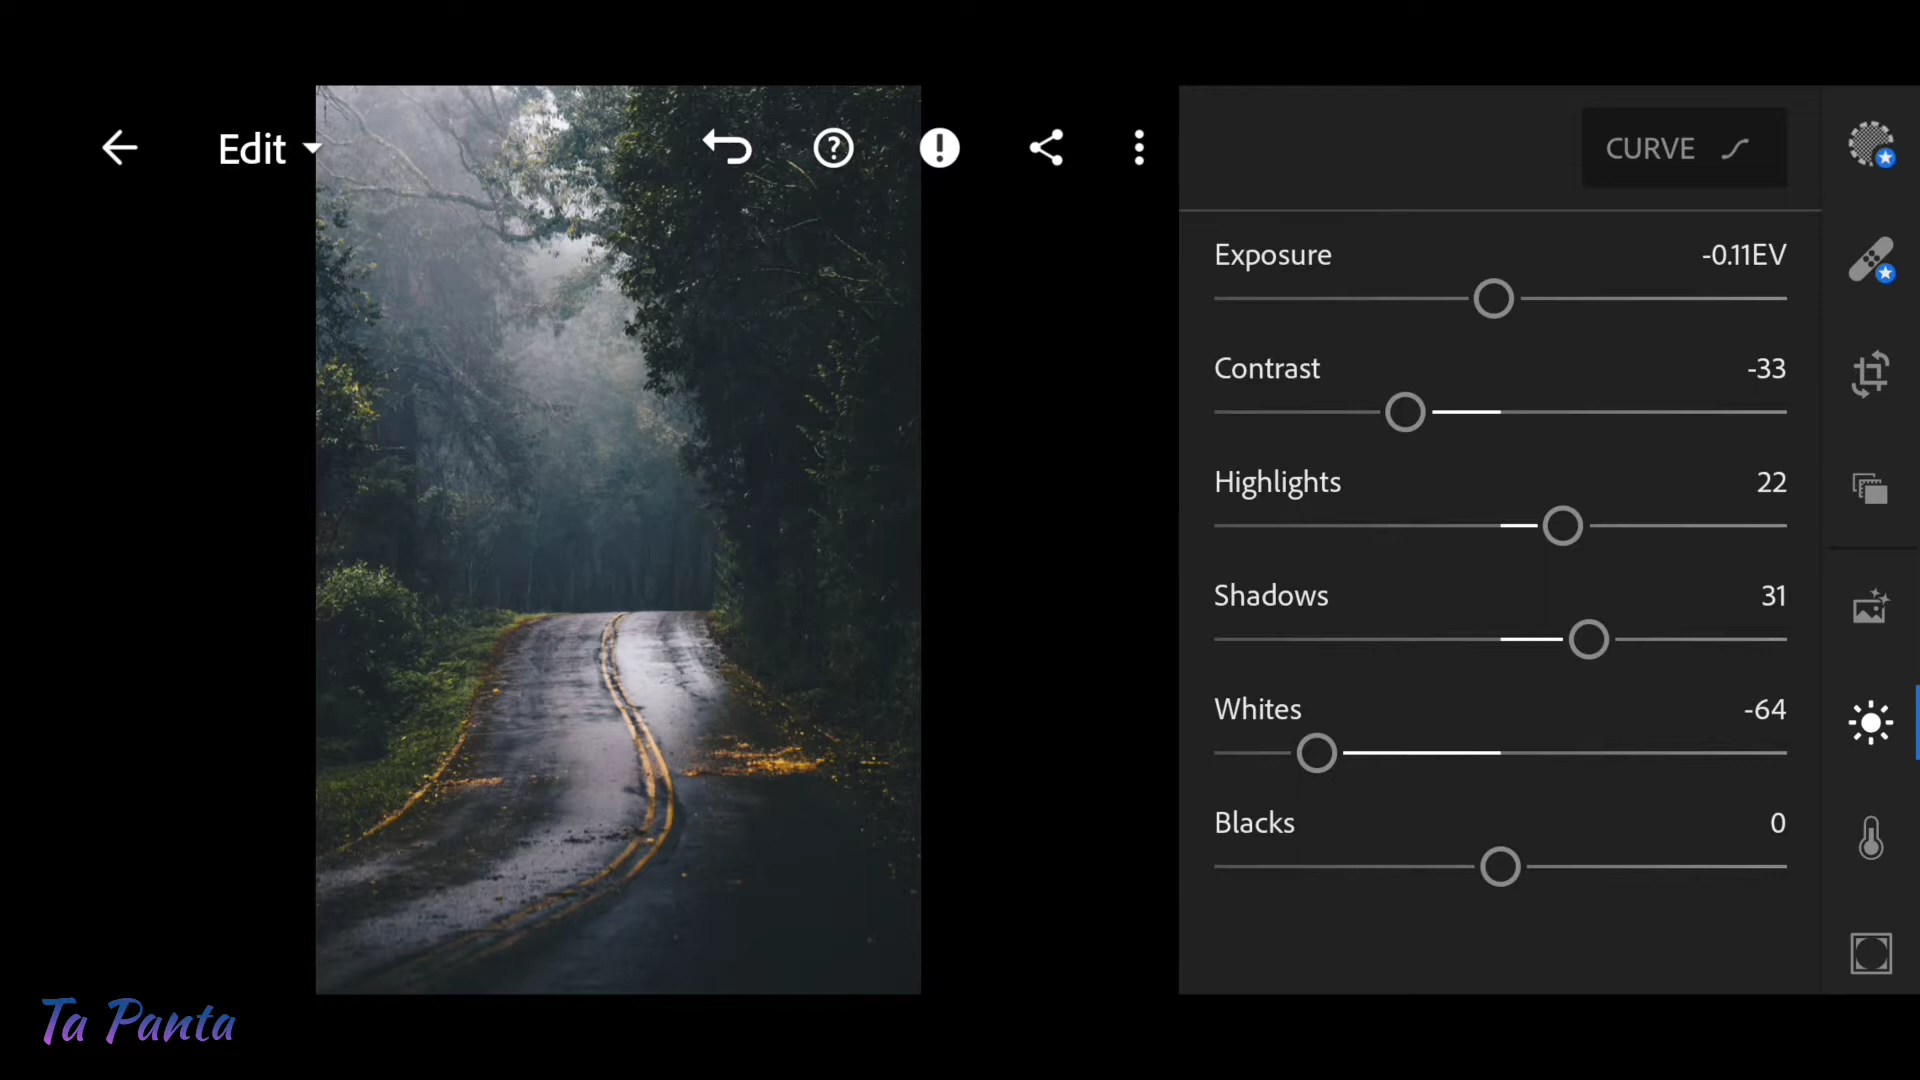 Edit
CURVE
Exposure -0.11EV
Contrast -33
Highlights 22
Shadows 31
Whites -64
Blacks 0
Ta Panta